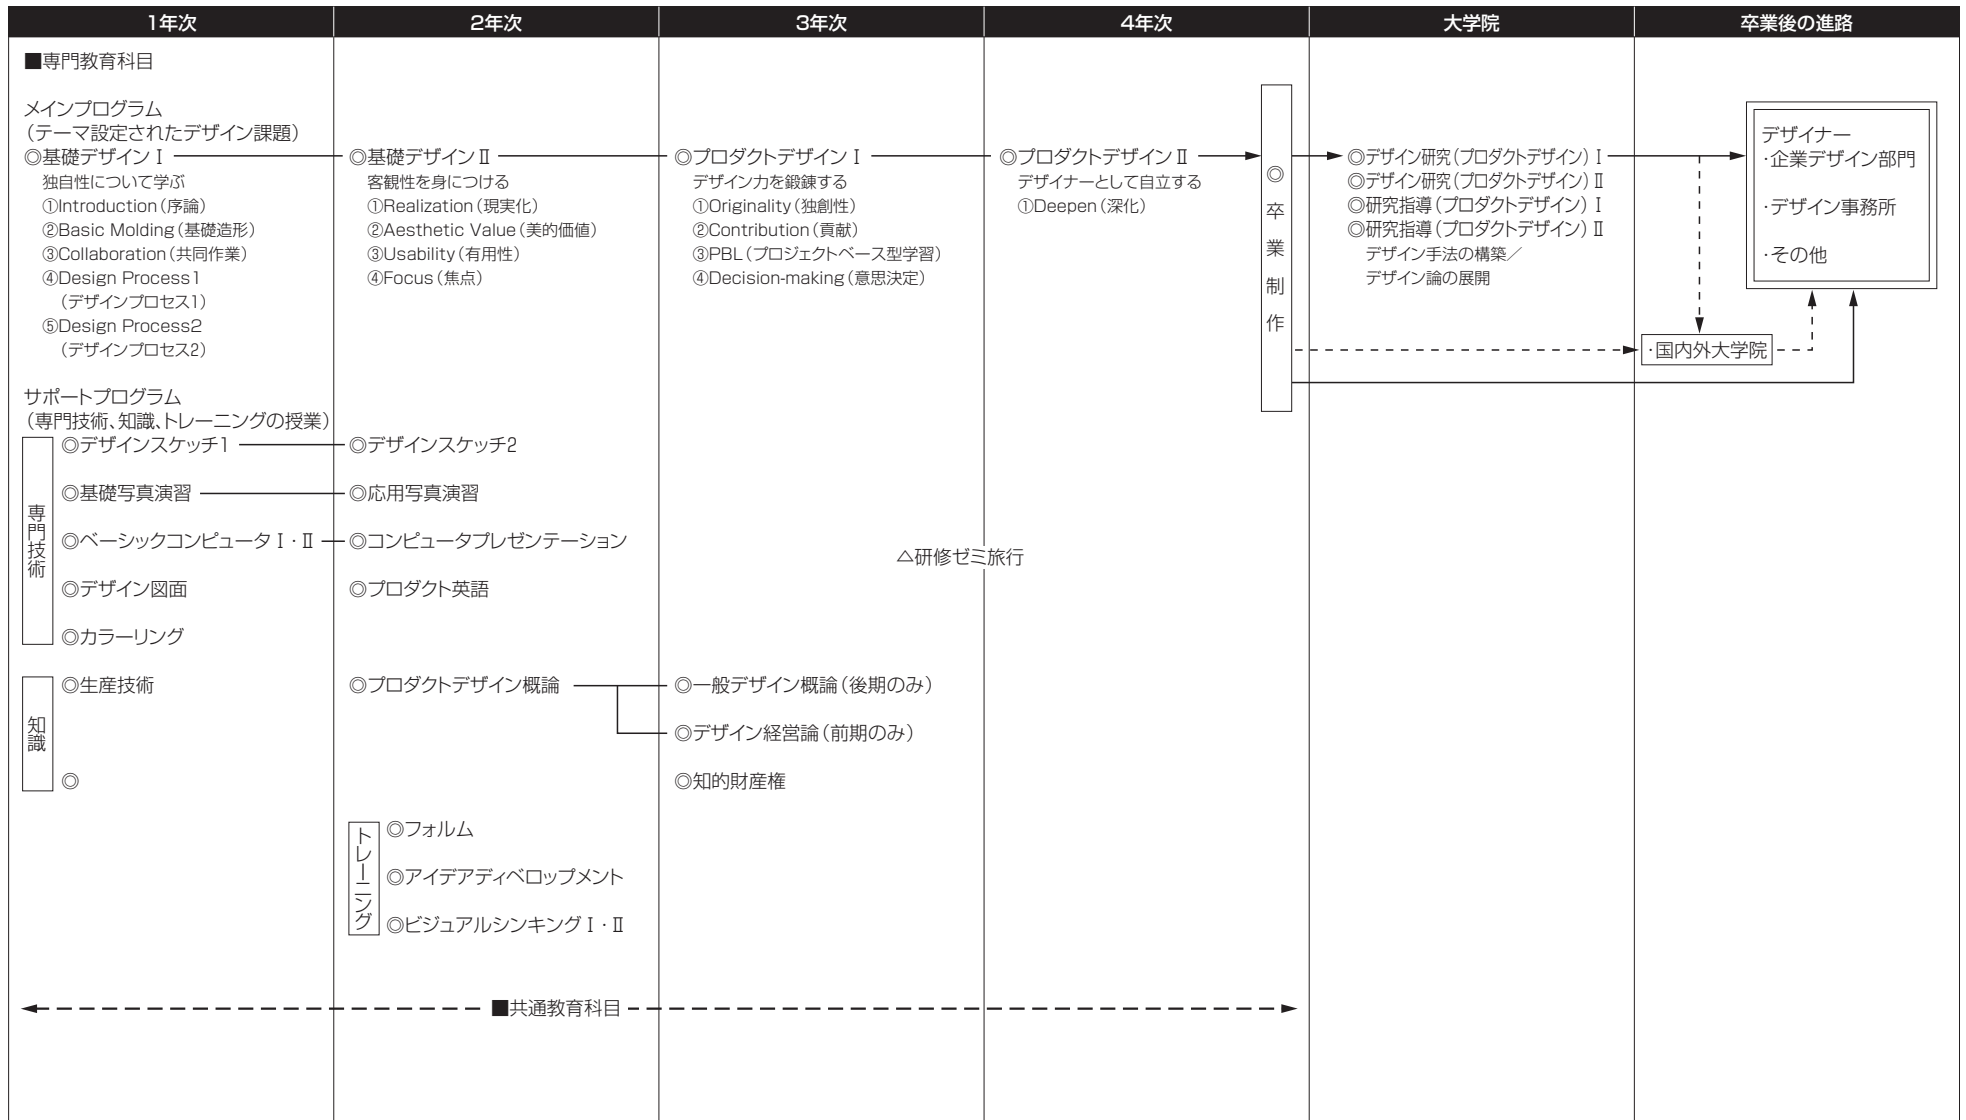 1年次
2年次
3年次
4年次
大学院
卒業後の進路
■専門教育科目
メインプログラム
（テーマ設定されたデザイン課題）
◎基礎デザインⅠ
独自性について学ぶ
①Introduction（序論）
②Basic Molding（基礎造形）
③Collaboration（共同作業）
④Design Process1
（デザインプロセス1）
⑤Design Process2
（デザインプロセス2）
◎基礎デザインⅡ
客観性を身につける
①Realization（現実化）
②Aesthetic Value（美的価値）
③Usability（有用性）
④Focus（焦点）
◎プロダクトデザインⅠ
デザイン力を鍛錬する
①Originality（独創性）
②Contribution（貢献）
③PBL（プロジェクトベース型学習）
④Decision-making（意思決定）
◎プロダクトデザインⅡ
デザイナーとして自立する
①Deepen（深化）
◎卒業制作
◎デザイン研究（プロダクトデザイン）Ⅰ
◎デザイン研究（プロダクトデザイン）Ⅱ
◎研究指導（プロダクトデザイン）Ⅰ
◎研究指導（プロダクトデザイン）Ⅱ
デザイン手法の構築／
デザイン論の展開
デザイナー
・企業デザイン部門
・デザイン事務所
・その他
・国内外大学院
サポートプログラム
（専門技術、知識、トレーニングの授業）
専門技術
◎デザインスケッチ1
◎デザインスケッチ2
◎基礎写真演習
◎応用写真演習
◎ベーシックコンピュータⅠ・Ⅱ
◎コンピュータプレゼンテーション
△研修ゼミ旅行
◎デザイン図面
◎プロダクト英語
◎カラーリング
知識
◎生産技術
◎プロダクトデザイン概論
◎一般デザイン概論（後期のみ）
◎デザイン経営論（前期のみ）
◎
◎知的財産権
トレーニング
◎フォルム
◎アイデアディベロップメント
◎ビジュアルシンキングⅠ・Ⅱ
■共通教育科目